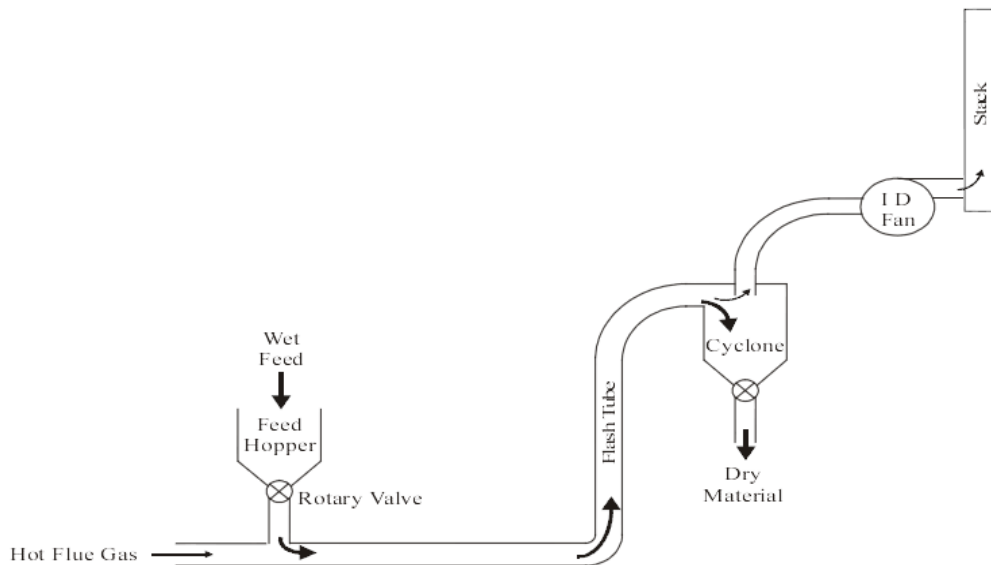 Stack
I D
Fan
Wet
Feed
Feed
Hopper
Rotary Valve
Hot Flue Gas
Flash Tube
Cyclone
Dry
Material